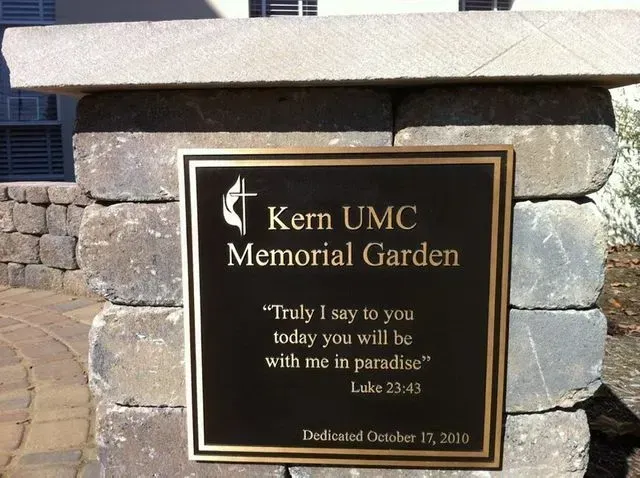 Kern UMC
Memorial Garden
“Truly I say to you
today you will be
with me in paradise”
Luke 23:43
Dedicated October 17, 2010